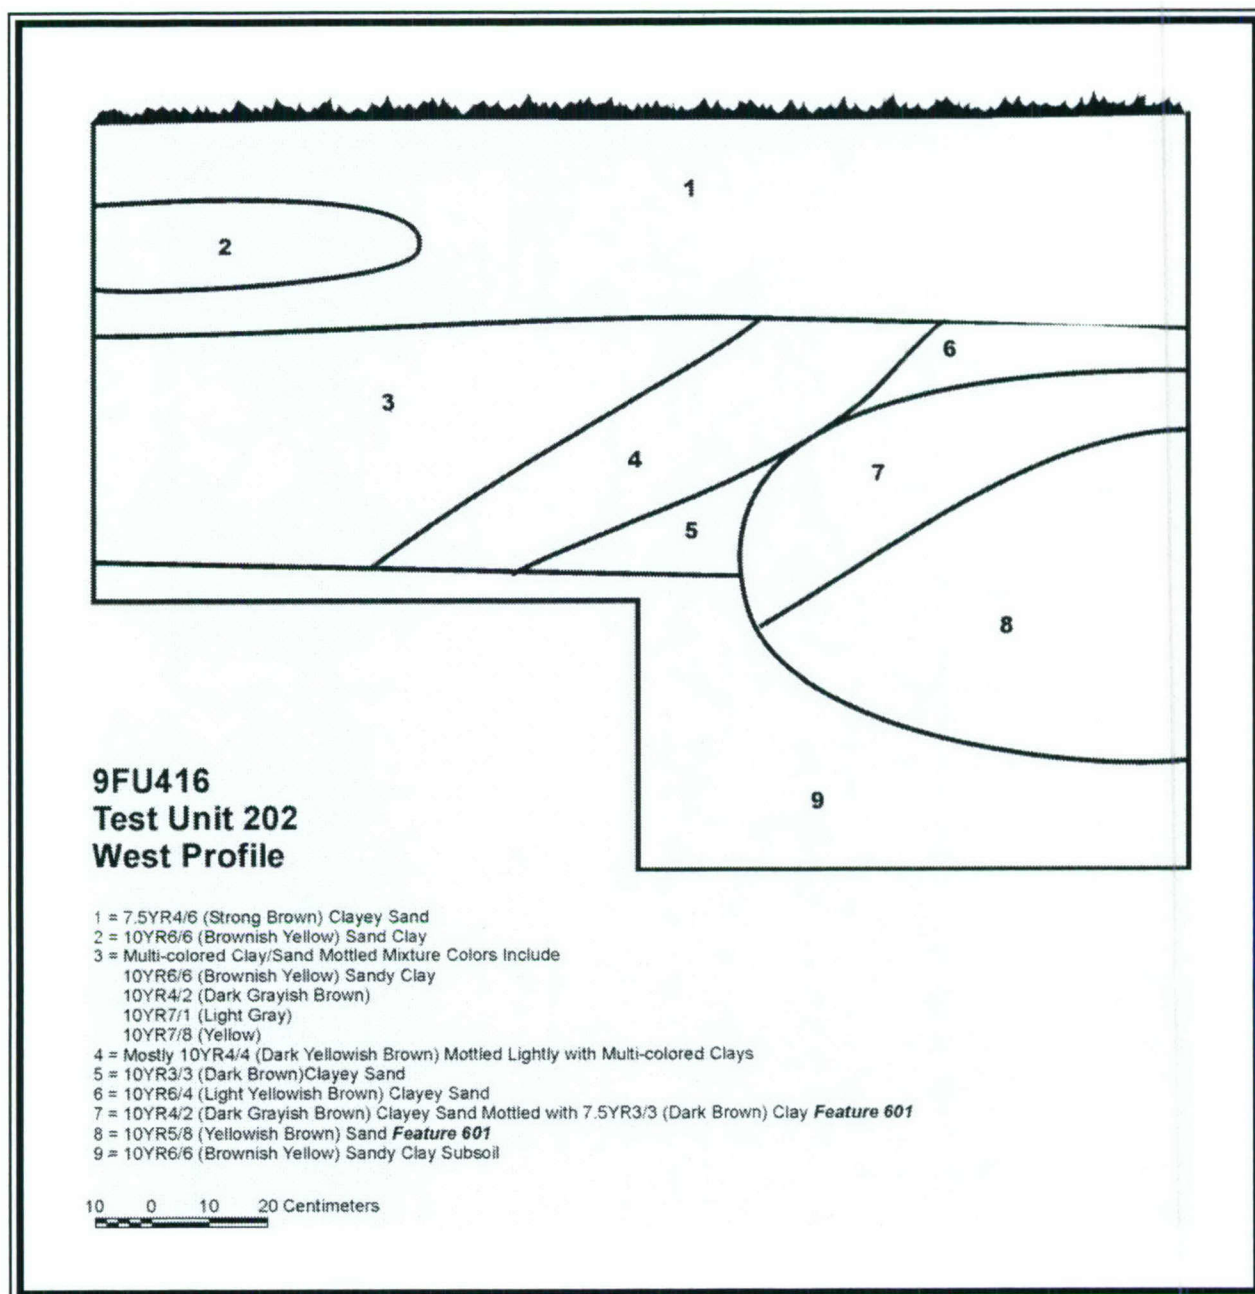 1
2
6
3
4
7
5
8
9
9FU416
Test Unit 202
West Profile
1 = 7.5YR4/6 (Strong Brown) Clayey Sand
2 = 10YR6/6 (Brownish Yellow) Sand Clay
3 = Multi-colored Clay/Sand Mottled Mixture Colors Include
10YR6/6 (Brownish Yellow) Sandy Clay
10YR4/2 (Dark Grayish Brown)
10YR7/1 (Light Gray)
10YR7/8 (Yellow)
4 = Mostly 10YR4/4 (Dark Yellowish Brown) Mottled Lightly with Multi-colored Clays
5 = 10YR3/3 (Dark Brown)Clayey Sand
6 = 10YR6/4 (Light Yellowish Brown) Clayey Sand
7 = 10YR4/2 (Dark Grayish Brown) Clayey Sand Mottled with 7.5YR3/3 (Dark Brown) Clay Feature 601
8 = 10YR5/8 (Yellowish Brown) Sand Feature 601
9 = 10YR6/6 (Brownish Yellow) Sandy Clay Subsoil
10 0 10 20 Centimeters